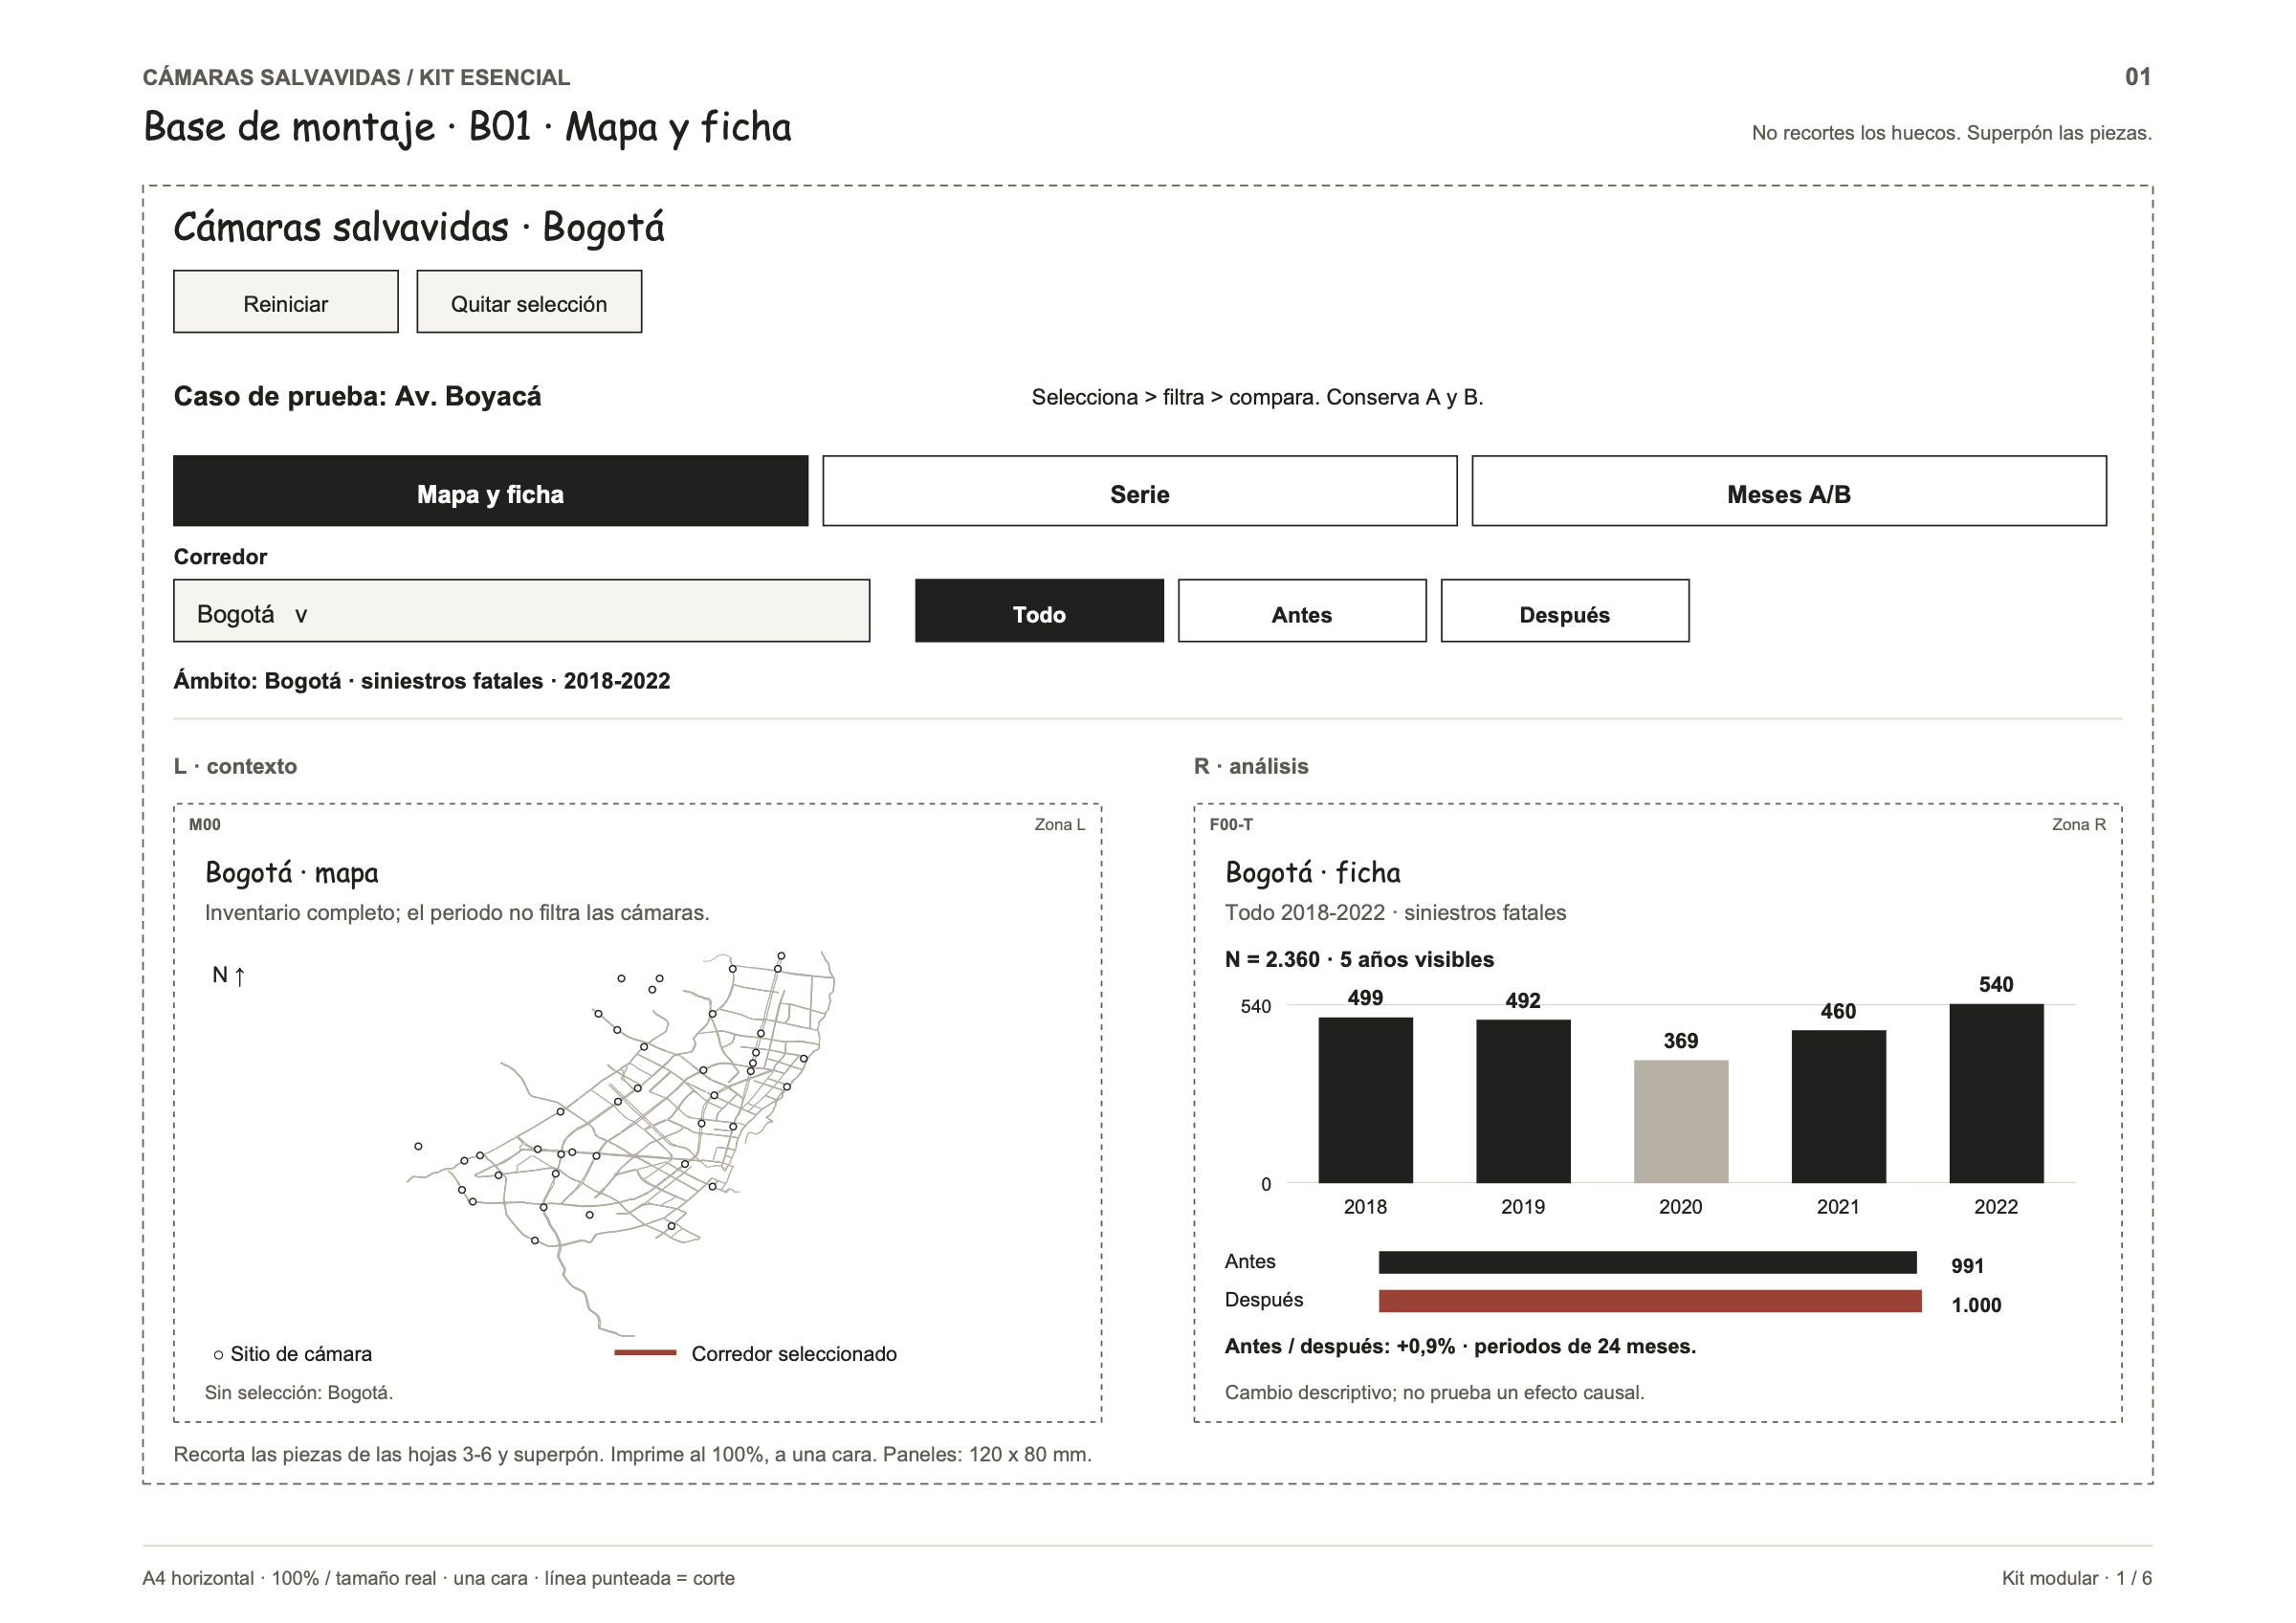 CÁMARAS SALVAVIDAS / KIT ESENCIAL
01
Base de montaje · B01 · Mapa y ficha
No recortes los huecos. Superpón las piezas.
Cámaras salvavidas · Bogotá
Reiniciar
Quitar selección
Caso de prueba: Av. Boyacá
Selecciona > filtra > compara. Conserva A y B.
Mapa y ficha
Serie
Meses A/B
Corredor
Bogotá v
Todo
Antes
Después
Ámbito: Bogotá · siniestros fatales · 2018-2022
L · contexto
R · análisis
M00
Zona L
Bogotá · mapa
Inventario completo; el periodo no filtra las cámaras.
N ↑
Sitio de cámara
Corredor seleccionado
Sin selección: Bogotá.
F00-T
Zona R
Bogotá · ficha
Todo 2018-2022 · siniestros fatales
N = 2.360 · 5 años visibles
540
499
492
369
460
540
0
2018
2019
2020
2021
2022
Antes
991
Después
1.000
Antes / después: +0,9% · periodos de 24 meses.
Cambio descriptivo; no prueba un efecto causal.
Recorta las piezas de las hojas 3-6 y superpón. Imprime al 100%, a una cara. Paneles: 120 x 80 mm.
A4 horizontal · 100% / tamaño real · una cara · línea punteada = corte
Kit modular · 1 / 6